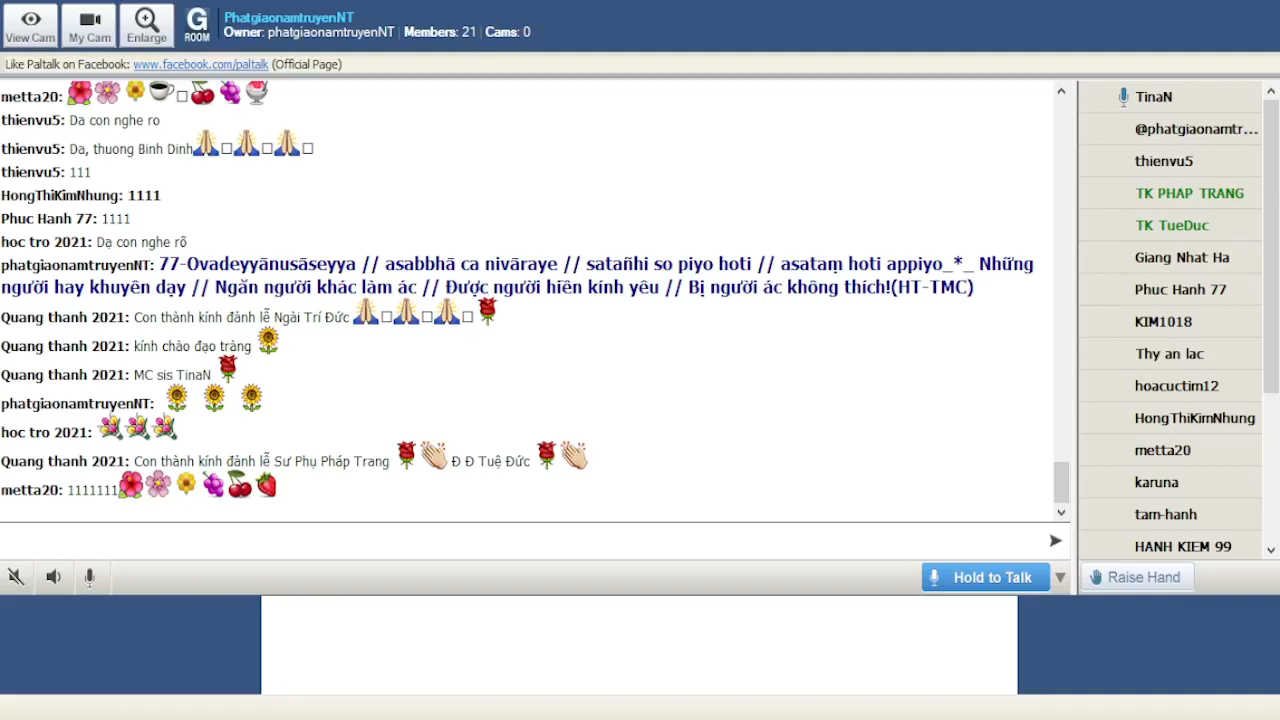 View Cam
My Cam
Enlarge
G
ROOM
PhatgiaonamtruyenNT
Owner: phatgiaonamtruyenNT | Members: 21 | Cams: 0
Like Paltalk on Facebook: www.facebook.com/paltalk (Official Page)
metta20:
thienvu5: Da con nghe ro
thienvu5: Da, thuong Binh Dinh
thienvu5: 111
HongThiKimNhung: 1111
Phuc Hanh 77: 1111
hoc tro 2021: Dạ con nghe rõ
phatgiaonamtruyenNT: 77-Ovadeyyānusāseyya // asabbhā ca nivāraye // satañhi so piyo hoti // asataṃ hoti appiyo_*_ Những
người hay khuyên dạy // Ngăn người khác làm ác // Được người hiền kính yêu // Bị người ác không thích!(HT-TMC)
Quang thanh 2021: Con thành kính đảnh lễ Ngài Trí Đức
Quang thanh 2021: kính chào đạo tràng
Quang thanh 2021: MC sis TinaN
phatgiaonamtruyenNT:
hoc tro 2021:
Quang thanh 2021: Con thành kính đảnh lễ Sư Phụ Pháp Trang Đ Đ Tuệ Đức
metta20: 1111111
Hold to Talk
TinaN
@phatgiaonamtr...
thienvu5
TK PHAP TRANG
TK TueDuc
Giang Nhat Ha
Phuc Hanh 77
KIM1018
Thy an lac
hoacuctim12
HongThiKimNhung
metta20
karuna
tam-hanh
HANH KIEM 99
Raise Hand